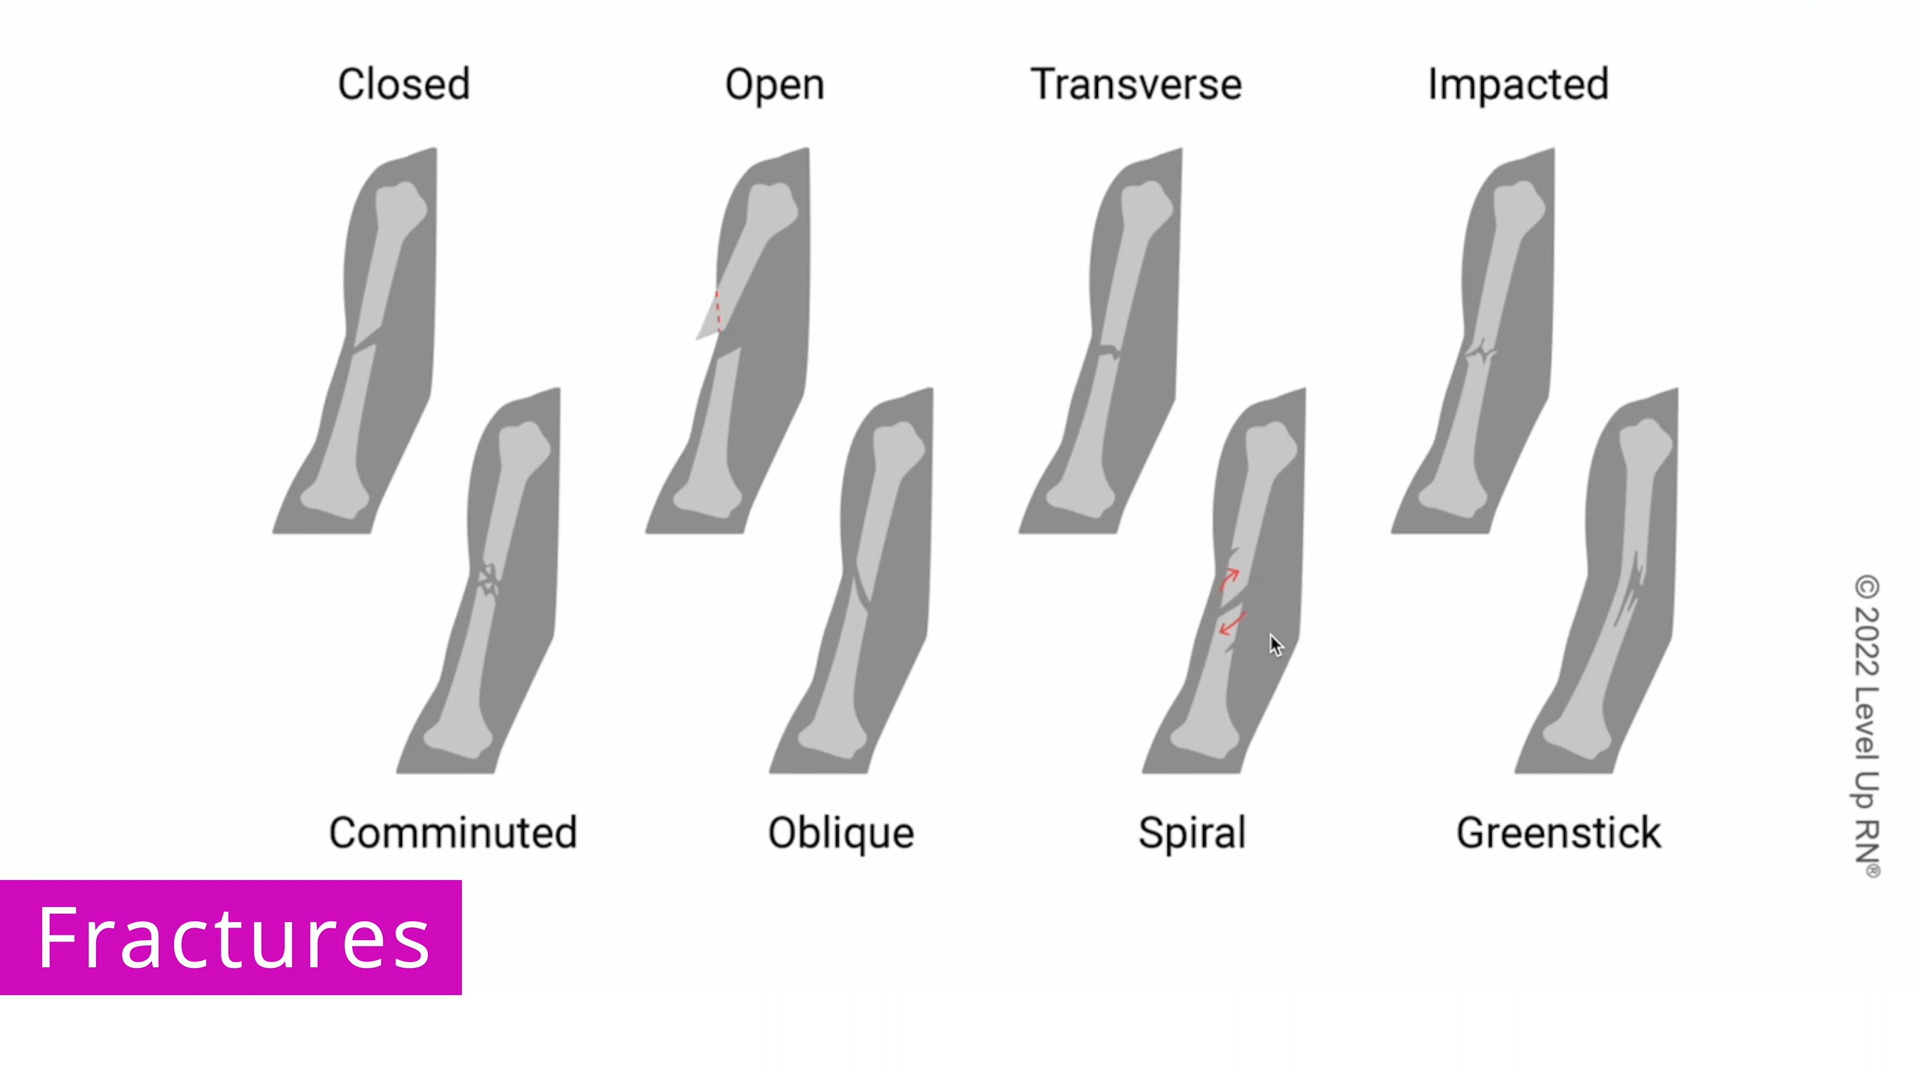 Closed
Open
Transverse
Impacted
Comminuted
Oblique
Spiral
Greenstick
Fractures
© 2022 Level Up RN®